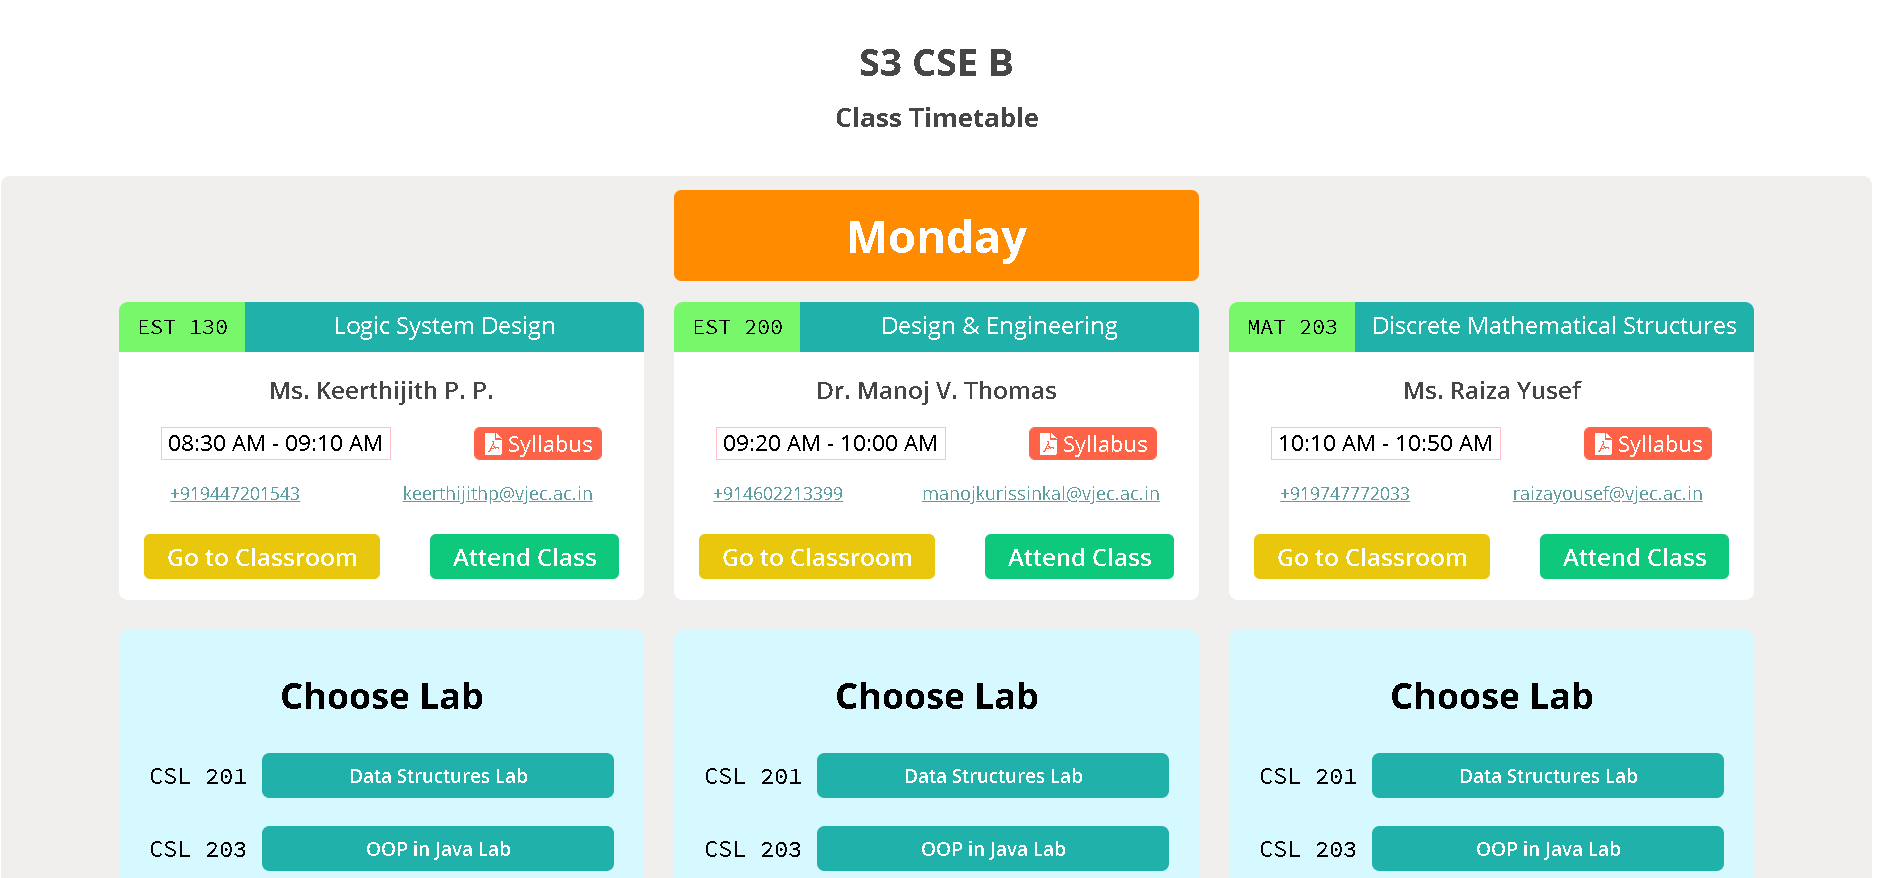 S3 CSE B
Class Timetable
Monday
EST 130 Logic System Design
Ms. Keerthijith P. P.
08:30 AM - 09:10 AM Syllabus
+919447201543 keerthijithp@vjec.ac.in
Go to Classroom Attend Class
EST 200 Design & Engineering
Dr. Manoj V. Thomas
09:20 AM - 10:00 AM Syllabus
+914602213399 manojkurissinkal@vjec.ac.in
Go to Classroom Attend Class
MAT 203 Discrete Mathematical Structures
Ms. Raiza Yusef
10:10 AM - 10:50 AM Syllabus
+919747772033 raizayousef@vjec.ac.in
Go to Classroom Attend Class
Choose Lab
CSL 201 Data Structures Lab
CSL 203 OOP in Java Lab
Choose Lab
CSL 201 Data Structures Lab
CSL 203 OOP in Java Lab
Choose Lab
CSL 201 Data Structures Lab
CSL 203 OOP in Java Lab